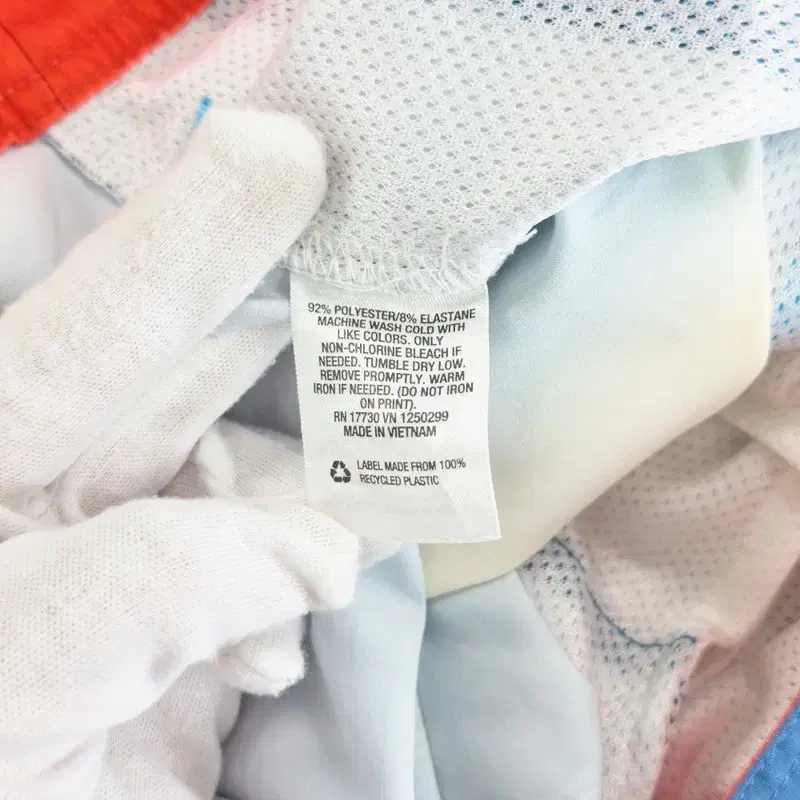 92% POLYESTER/8% ELASTANE
MACHINE WASH COLD WITH
LIKE COLORS. ONLY
NON-CHLORINE BLEACH IF
NEEDED. TUMBLE DRY LOW.
REMOVE PROMPTLY. WARM
IRON IF NEEDED. (DO NOT IRON
ON PRINT).
RN 17730 VN 1250299
MADE IN VIETNAM
LABEL MADE FROM 100%
RECYCLED PLASTIC